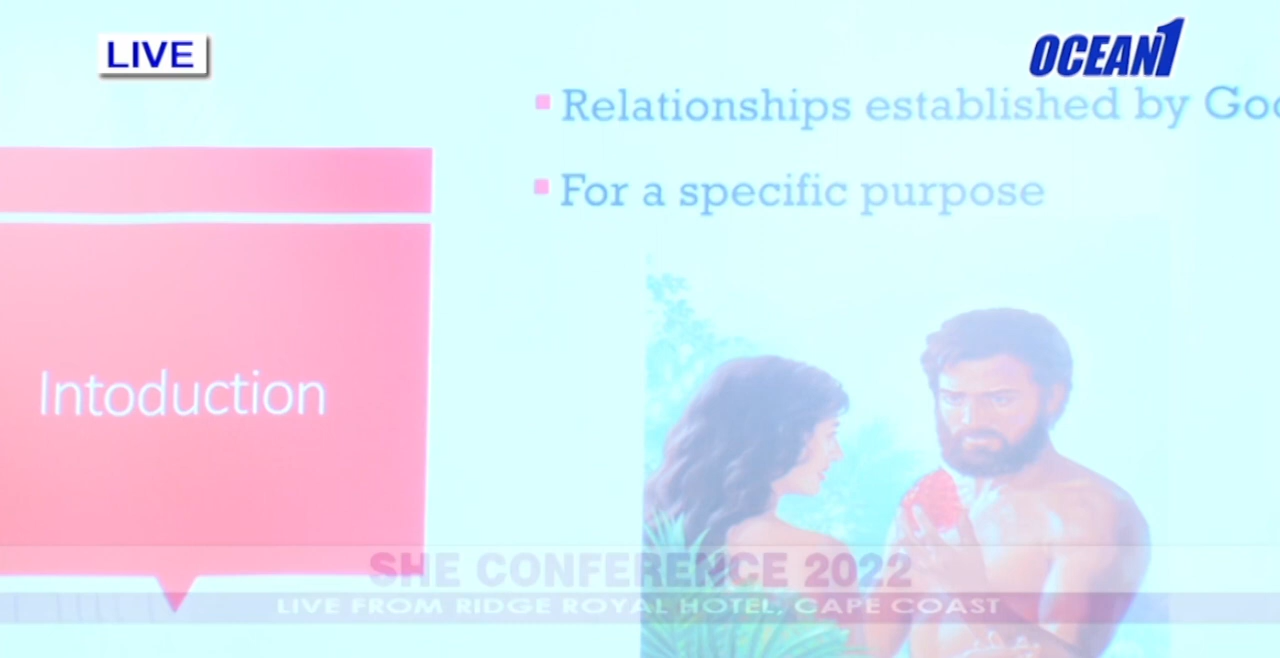 LIVE
OCEAN1
Relationships established by Go
For a specific purpose
Intoduction
SHE CONFERENCE 2022
LIVE FROM RIDGE ROYAL HOTEL, CAPE COAST